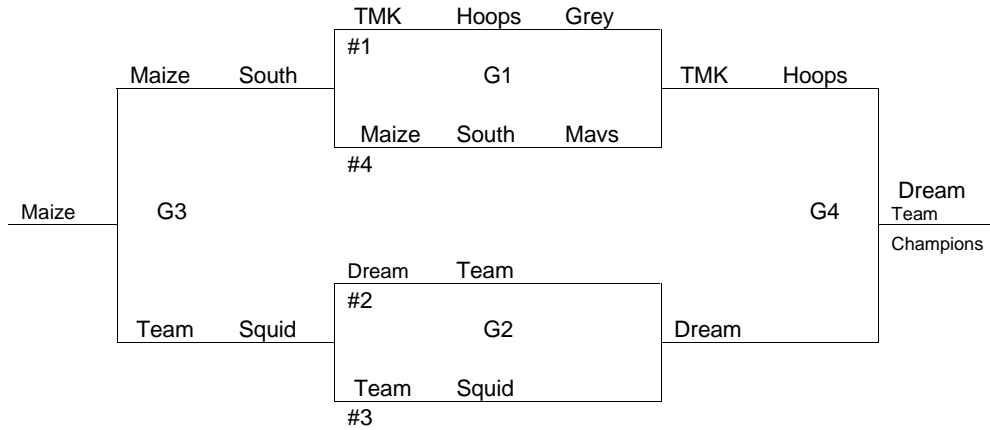 TMK Hoops Grey
#1
Maize South G1 TMK Hoops
Maize South Mavs
#4
Dream
Maize G3 G4 Team
Champions
Dream Team
#2
Team Squid G2 Dream
Team Squid
#3